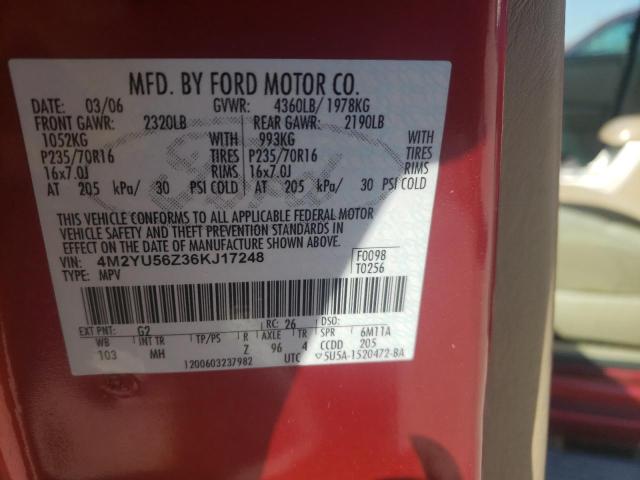 MFD. BY FORD MOTOR CO.
DATE: 03/06 GVWR: 4360LB/ 1978KG
FRONT GAWR: 2320LB REAR GAWR: 2190LB
1052KG WITH 993KG WITH
P235/70R16 TIRES P235/70R16 TIRES
16x7.0J RIMS 16x7.0J RIMS
AT 205 kPa/ 30 PSI COLD AT 205 kPa/ 30 PSI COLD
THIS VEHICLE CONFORMS TO ALL APPLICABLE FEDERAL MOTOR
VEHICLE SAFETY AND THEFT PREVENTION STANDARDS IN EFFECT
ON THE DATE OF MANUFACTURE SHOWN ABOVE.
VIN: 4M2YU56Z36KJ17248 F0098
TYPE: MPV T0256
EXT PNT: G2 RC: 26 DSO:
WB INT TR TP/PS R AXLE TR SPR 6M11A
103 MH Z 96 4 CCDD 205
1200603237982 UTC 5U5A-1520472-BA